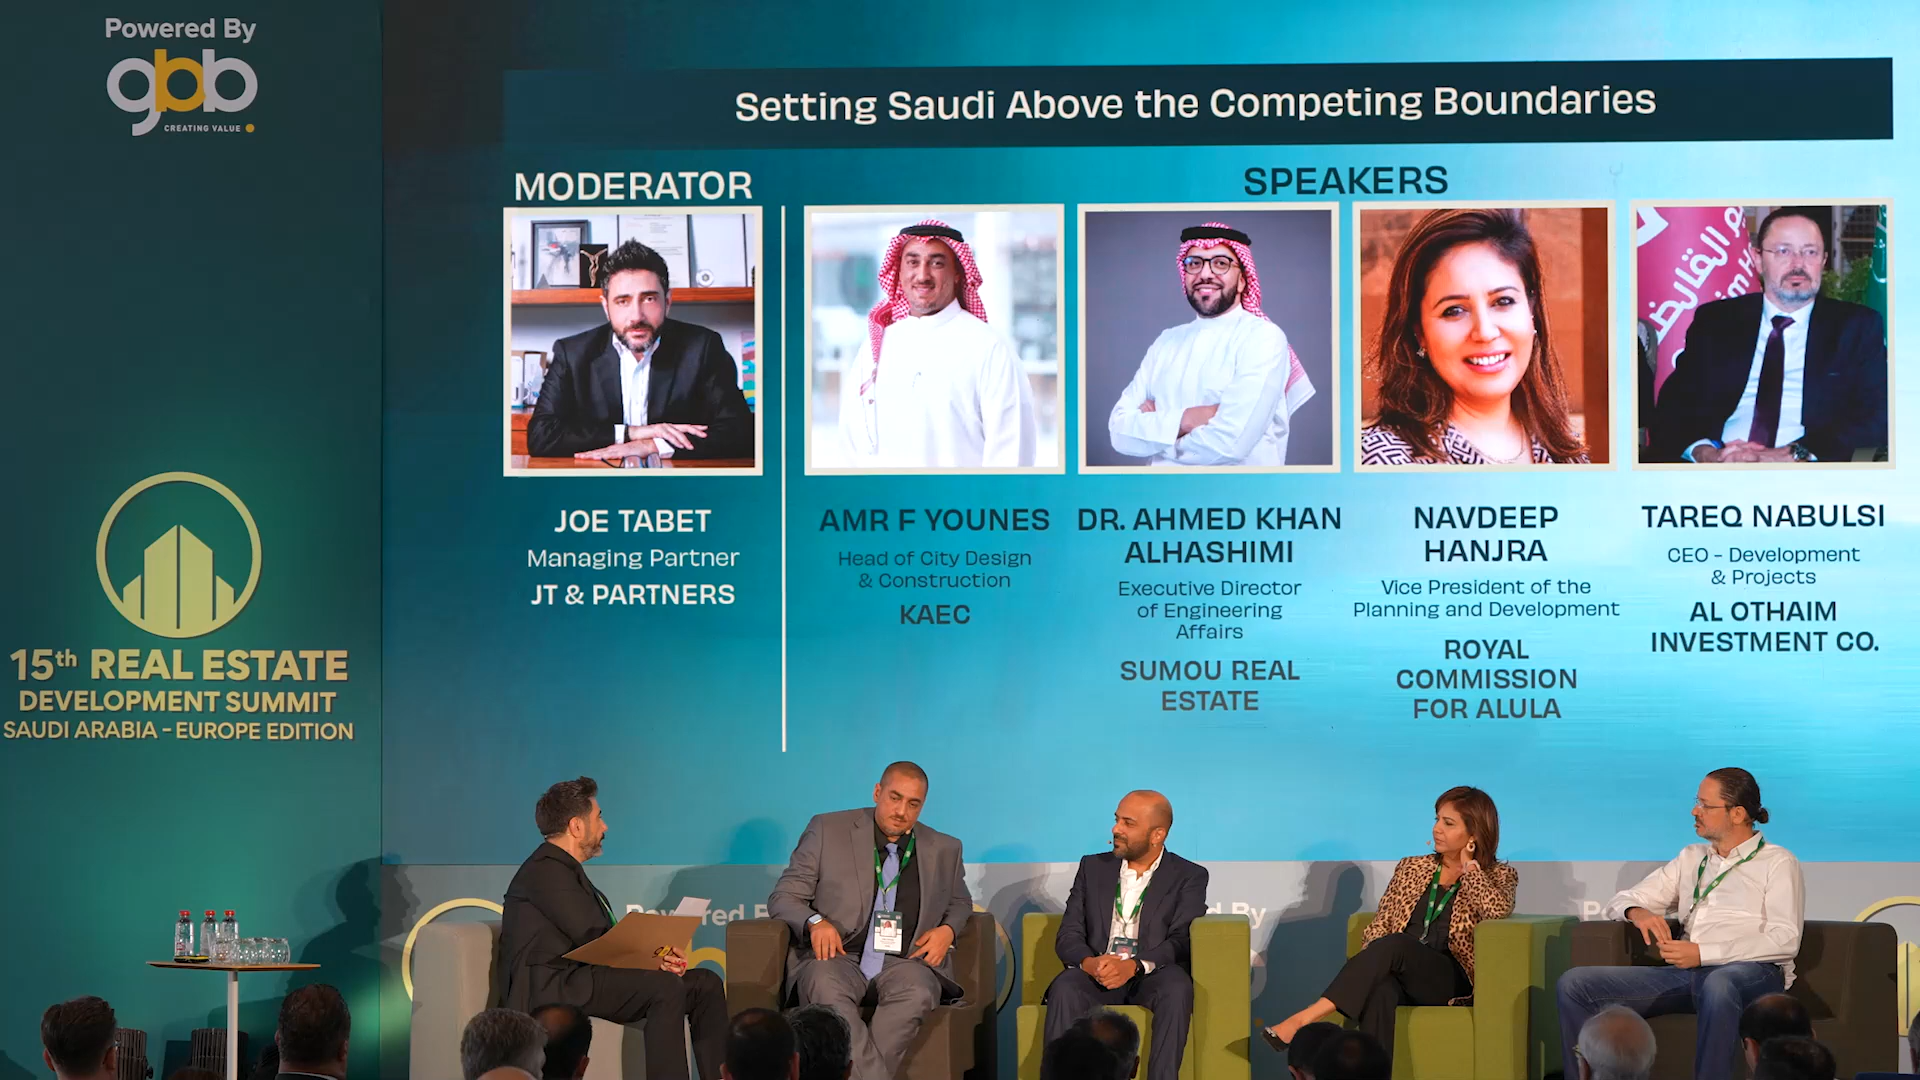 Powered By
gbb
CREATING VALUE
15th REAL ESTATE
DEVELOPMENT SUMMIT
SAUDI ARABIA - EUROPE EDITION
Setting Saudi Above the Competing Boundaries
MODERATOR
SPEAKERS
JOE TABET
Managing Partner
JT & PARTNERS
AMR F YOUNES
Head of City Design
& Construction
KAEC
DR. AHMED KHAN
ALHASHIMI
Executive Director
of Engineering
Affairs
SUMOU REAL
ESTATE
NAVDEEP
HANJRA
Vice President of the
Planning and Development
ROYAL
COMMISSION
FOR ALULA
TAREQ NABULSI
CEO - Development
& Projects
AL OTHAIM
INVESTMENT CO.